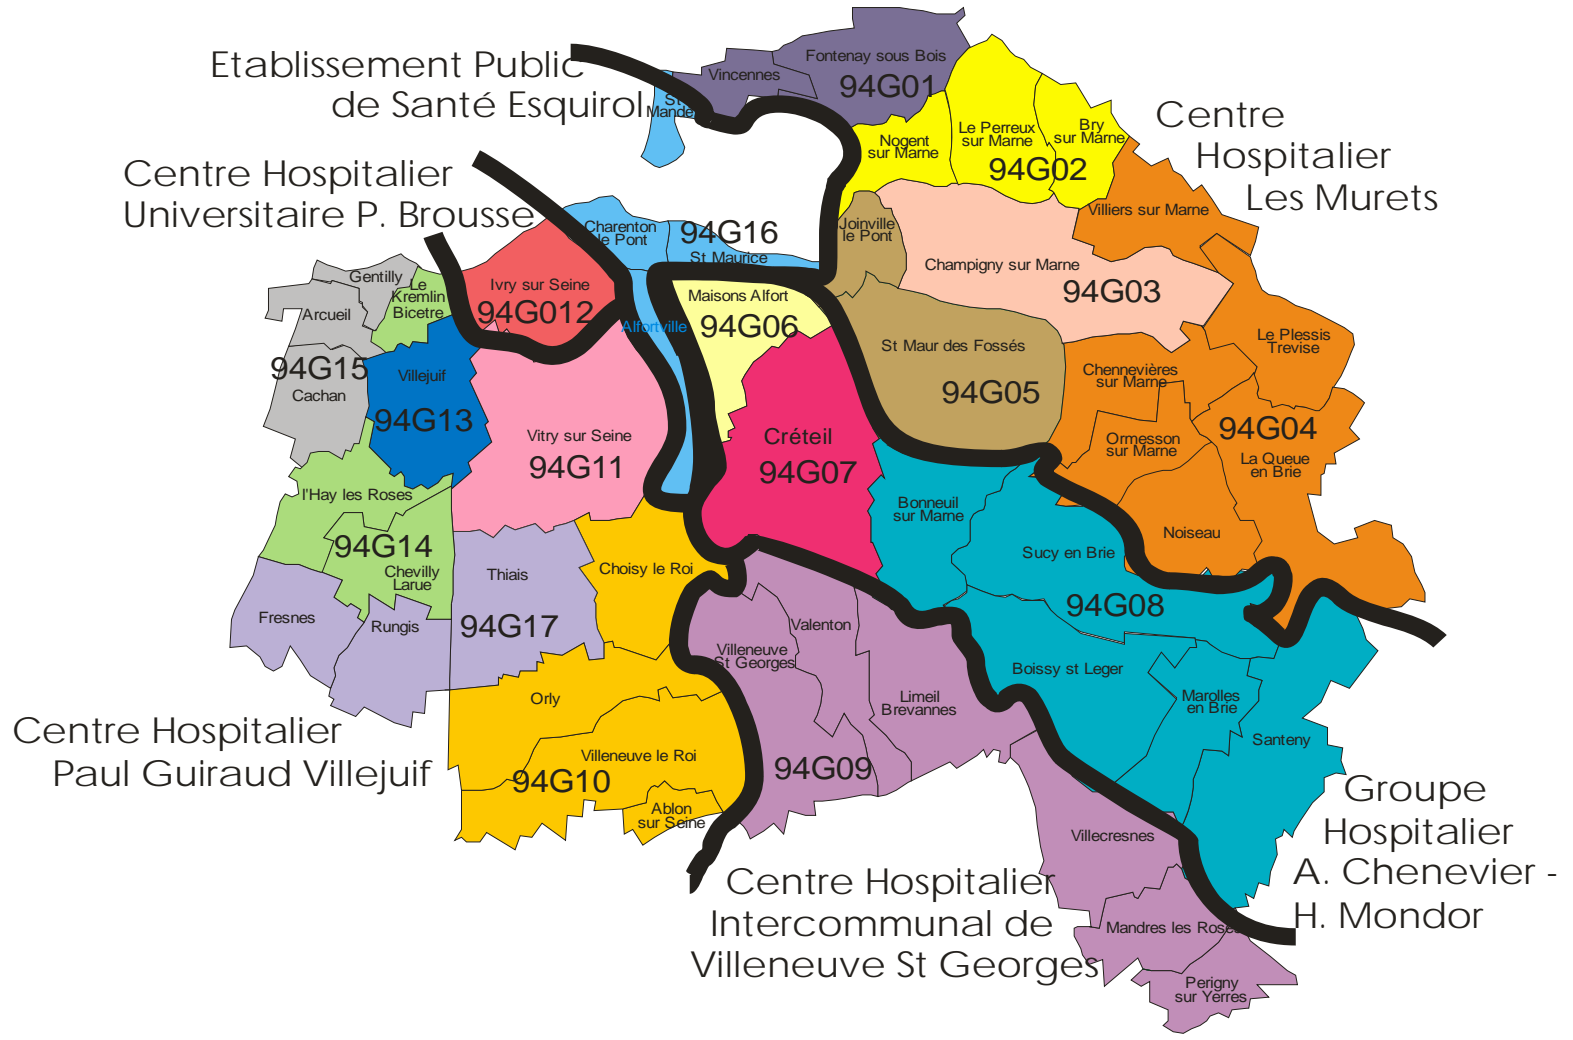 Etablissement Public
de Santé Esquirol
Centre Hospitalier
Universitaire P. Brousse
Centre
Hospitalier
Les Murets
Fontenay sous Bois
94G01
Vincennes
St
Mande
Nogent
sur Marne
Le Perreux
sur Marne
Bry
sur Marne
94G02
Villiers sur Marne
Charenton
le Pont
94G16
St Maurice
Joinville
le Pont
Champigny sur Marne
94G03
Gentilly
Le
Kremlin
Bicetre
Arcueil
94G15
Cachan
Ivry sur Seine
94G012
Alfortville
Maisons Alfort
94G06
St Maur des Fossés
94G05
Le Plessis
Trevise
Chennevières
sur Marne
94G04
Ormesson
sur Marne
La Queue
en Brie
Noiseau
Villejuif
94G13
Vitry sur Seine
94G11
Créteil
94G07
Bonneuil
sur Marne
Sucy en Brie
94G08
l'Hay les Roses
94G14
Chevilly
Larue
Fresnes
Rungis
Thiais
94G17
Choisy le Roi
Valenton
Villeneuve
St Georges
Limeil
Brevannes
94G09
Boissy st Leger
Marolles
en Brie
Santeny
Orly
Villeneuve le Roi
94G10
Ablon
sur Seine
Centre Hospitalier
Paul Guiraud Villejuif
Villecresnes
Mandres les Roses
Perigny
sur Yerres
Centre Hospitalier
Intercommunal de
Villeneuve St Georges
Groupe
Hospitalier
A. Chenevier -
H. Mondor